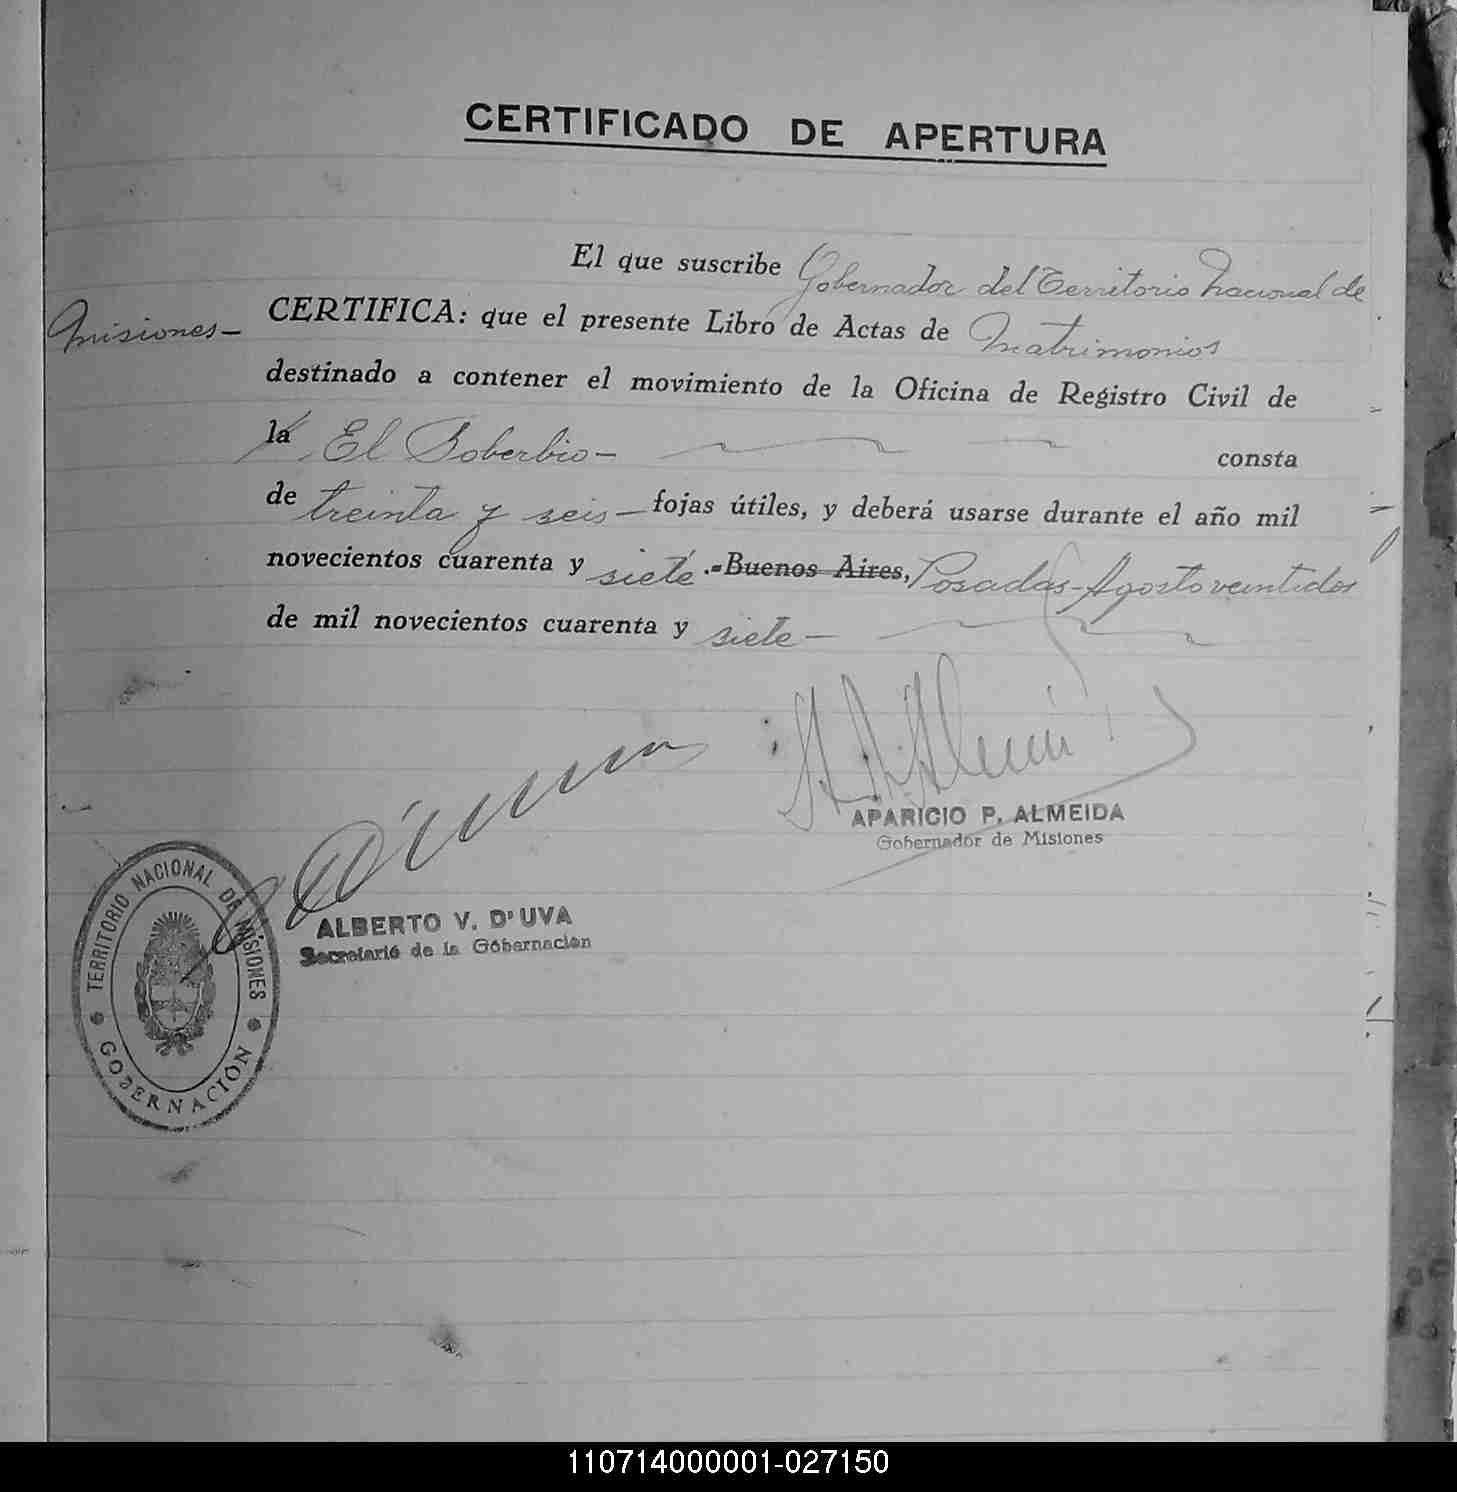 CERTIFICADO DE APERTURA
El que suscribe Gobernador del Territorio Nacional de
Misiones- CERTIFICA: que el presente Libro de Actas de Matrimonios
destinado a contener el movimiento de la Oficina de Registro Civil de
la El Soberbio- consta
de treinta y seis- fojas útiles, y deberá usarse durante el año mil
novecientos cuarenta y siete .-Buenos Aires, Posadas-Agosto veintidos
de mil novecientos cuarenta y siete-
APARICIO P. ALMEIDA
Gobernador de Misiones
ALBERTO V. D'UVA
Secretario de la Gobernación
TERRITORIO NACIONAL DE MISIONES
GOBERNACIÓN
110714000001-027150